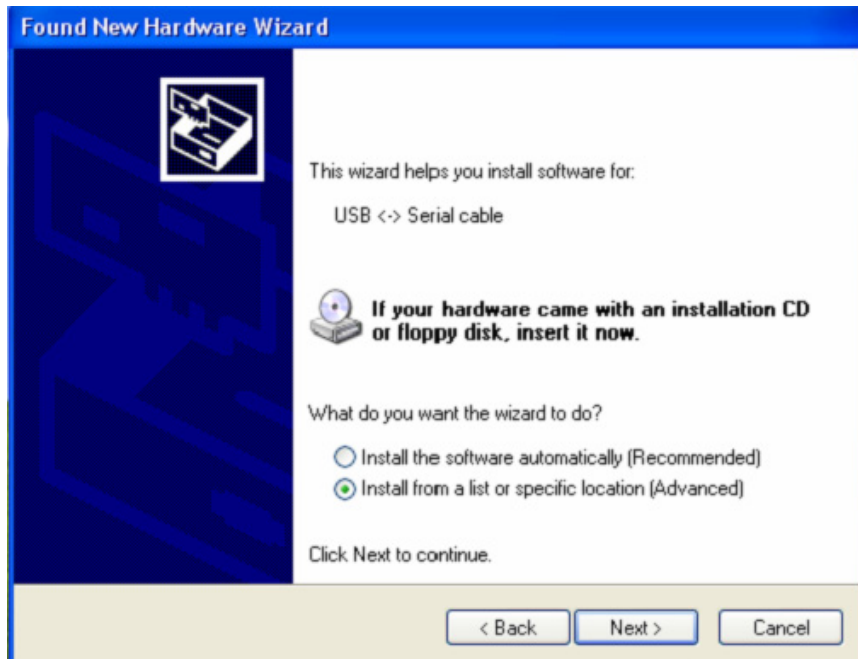 Found New Hardware Wizard
This wizard helps you install software for:
USB <-> Serial cable
If your hardware came with an installation CD
or floppy disk, insert it now.
What do you want the wizard to do?
Install the software automatically (Recommended)
Install from a list or specific location (Advanced)
Click Next to continue.
< Back Next > Cancel